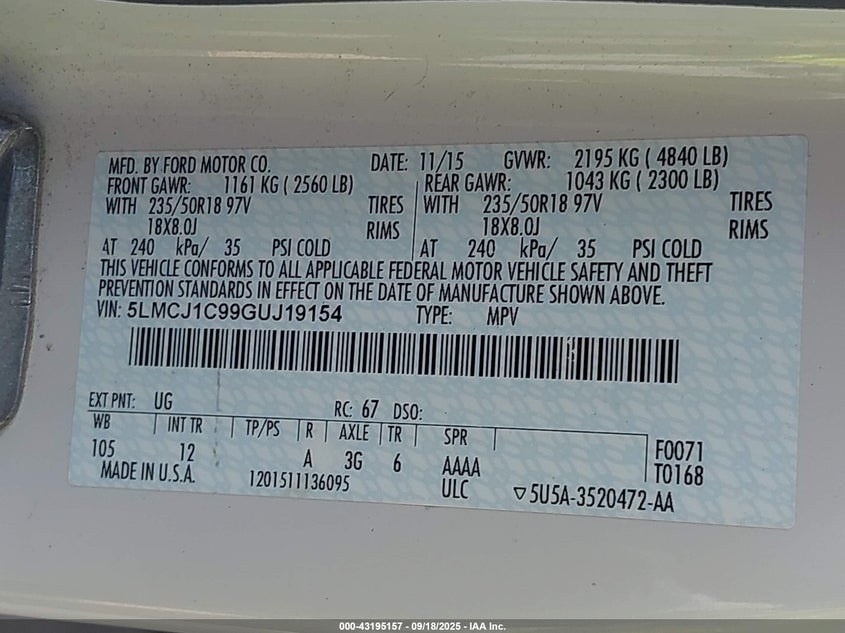 MFD. BY FORD MOTOR CO. DATE: 11/15 GVWR: 2195 KG ( 4840 LB)
FRONT GAWR: 1161 KG ( 2560 LB) REAR GAWR: 1043 KG ( 2300 LB)
WITH 235/50R18 97V TIRES WITH 235/50R18 97V TIRES
18X8.0J RIMS 18X8.0J RIMS
AT 240 kPa/ 35 PSI COLD AT 240 kPa/ 35 PSI COLD
THIS VEHICLE CONFORMS TO ALL APPLICABLE FEDERAL MOTOR VEHICLE SAFETY AND THEFT
PREVENTION STANDARDS IN EFFECT ON THE DATE OF MANUFACTURE SHOWN ABOVE.
VIN: 5LMCJ1C99GUJ19154 TYPE: MPV
EXT PNT: UG RC: 67 DSO:
WB INT TR TP/PS R AXLE TR SPR F0071
105 12 A 3G 6 AAAA T0168
MADE IN U.S.A. 1201511136095 ULC ▽5U5A-3520472-AA
000-43195157 - 09/18/2025 - IAA Inc.